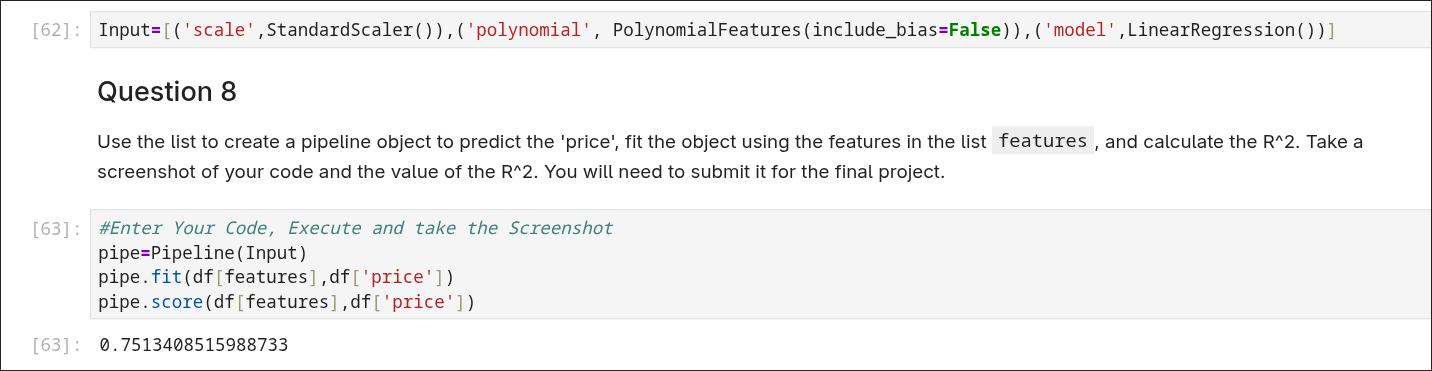 [62]: Input=[('scale',StandardScaler()),('polynomial', PolynomialFeatures(include_bias=False)),('model',LinearRegression())]
Question 8
Use the list to create a pipeline object to predict the 'price', fit the object using the features in the list features, and calculate the R^2. Take a
screenshot of your code and the value of the R^2. You will need to submit it for the final project.
[63]: #Enter Your Code, Execute and take the Screenshot
pipe=Pipeline(Input)
pipe.fit(df[features],df['price'])
pipe.score(df[features],df['price'])
[63]: 0.7513408515988733